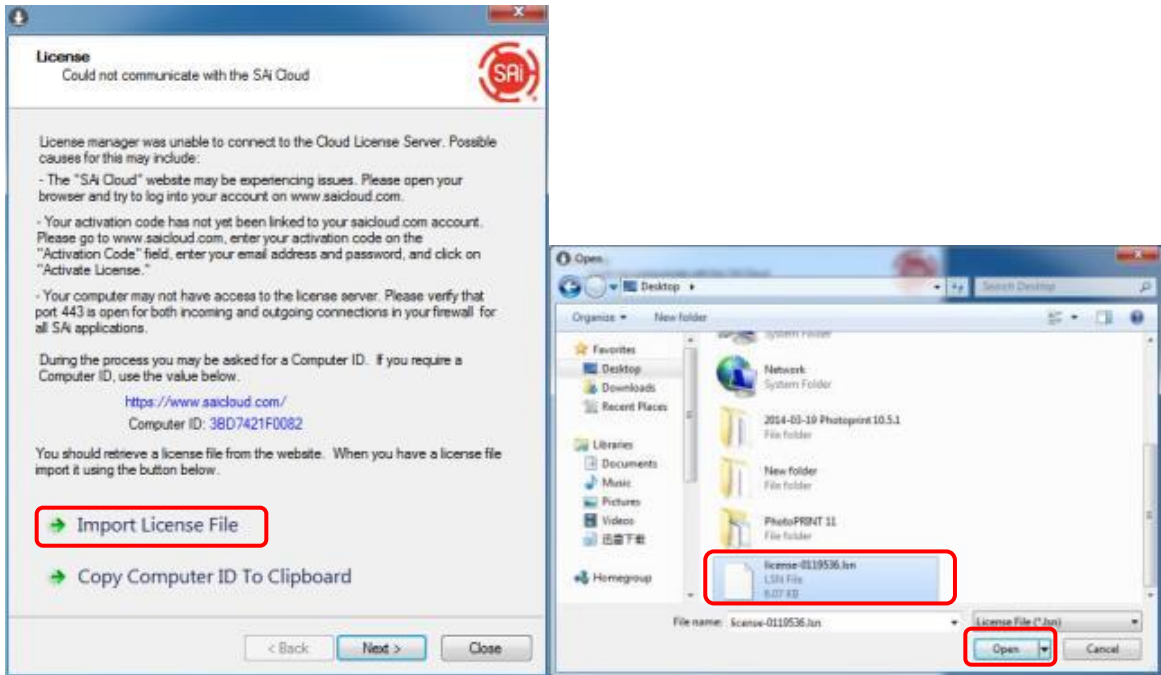 License
Could not communicate with the SAi Cloud
SAi
License manager was unable to connect to the Cloud License Server. Possible
causes for this may include:
- The "SAi Cloud" website may be experiencing issues. Please open your
browser and try to log into your account on www.saicloud.com.
- Your activation code has not yet been linked to your saicloud.com account.
Please go to www.saicloud.com, enter your activation code on the
"Activation Code" field, enter your email address and password, and click on
"Activate License."
- Your computer may not have access to the license server. Please verify that
port 443 is open for both incoming and outgoing connections in your firewall for
all SAi applications.
During the process you may be asked for a Computer ID. If you require a
Computer ID, use the value below.
https://www.saicloud.com/
Computer ID: 3BD7421F0082
You should retrieve a license file from the website. When you have a license file
import it using the button below.
Import License File
Copy Computer ID To Clipboard
< Back
Next >
Close
Open
Desktop
Search Desktop
Organize
New folder
Favorites
Desktop
Downloads
Recent Places
Libraries
Documents
Music
Pictures
Videos
迅雷下载
Homegroup
System Folder
Network
System Folder
2014-03-19 Photoprint 10.5.1
File folder
New folder
File folder
PhotoPRINT 11
File folder
license-0119536.lsn
LSN File
6.07 KB
File name:
license-0119536.lsn
License File (*.lsn)
Open
Cancel